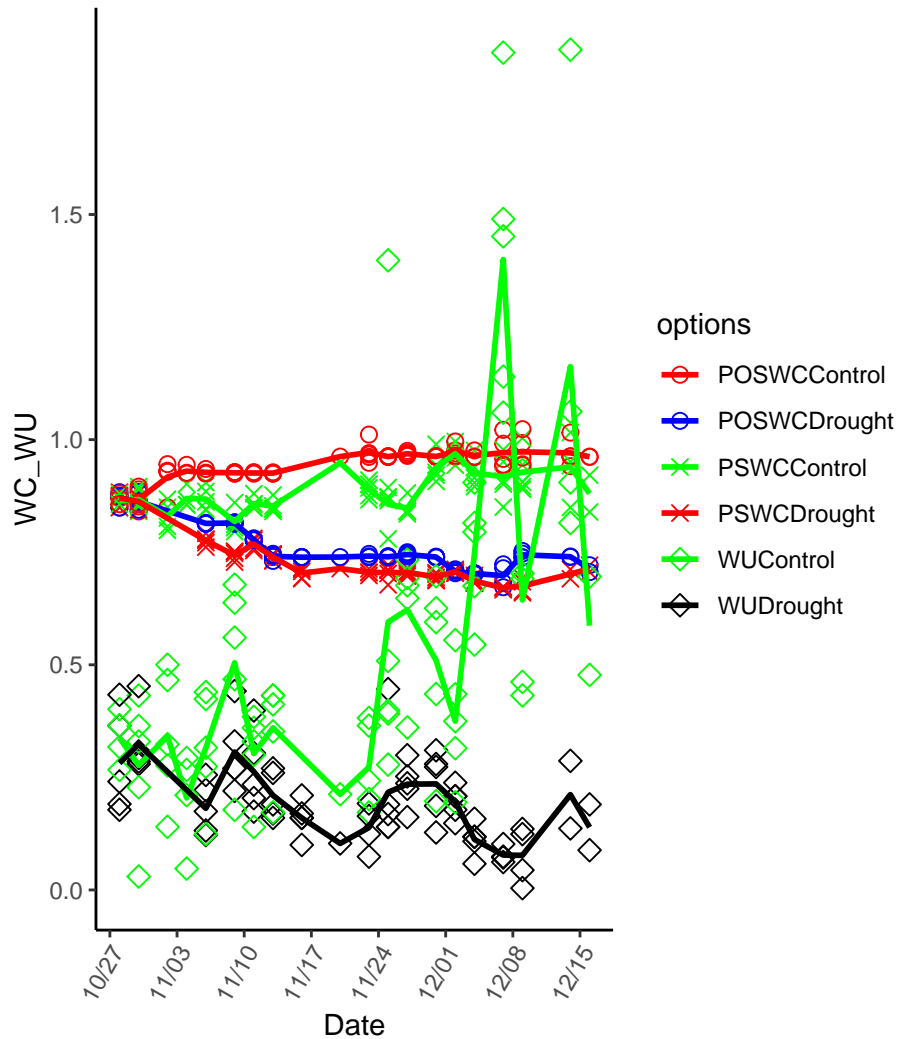 WC_WU
1.5
1.0
0.5
0.0
10/27
11/03
11/10
11/17
11/24
12/01
12/08
12/15
Date
options
POSWCControl
POSWCDrought
PSWCControl
PSWCDrought
WUControl
WUDrought